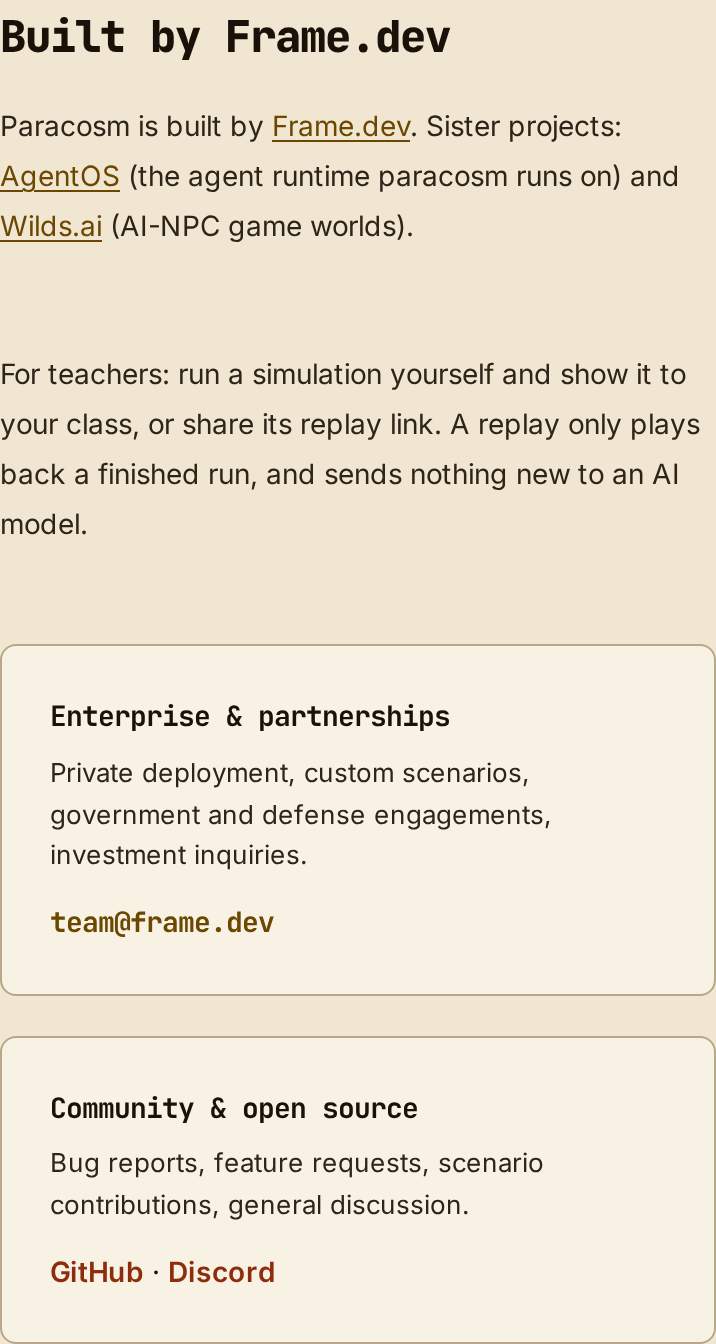 Built by Frame.dev
Paracosm is built by Frame.dev. Sister projects:
AgentOS (the agent runtime paracosm runs on) and
Wilds.ai (AI-NPC game worlds).
For teachers: run a simulation yourself and show it to
your class, or share its replay link. A replay only plays
back a finished run, and sends nothing new to an AI
model.
Enterprise & partnerships
Private deployment, custom scenarios,
government and defense engagements,
investment inquiries.
team@frame.dev
Community & open source
Bug reports, feature requests, scenario
contributions, general discussion.
GitHub · Discord